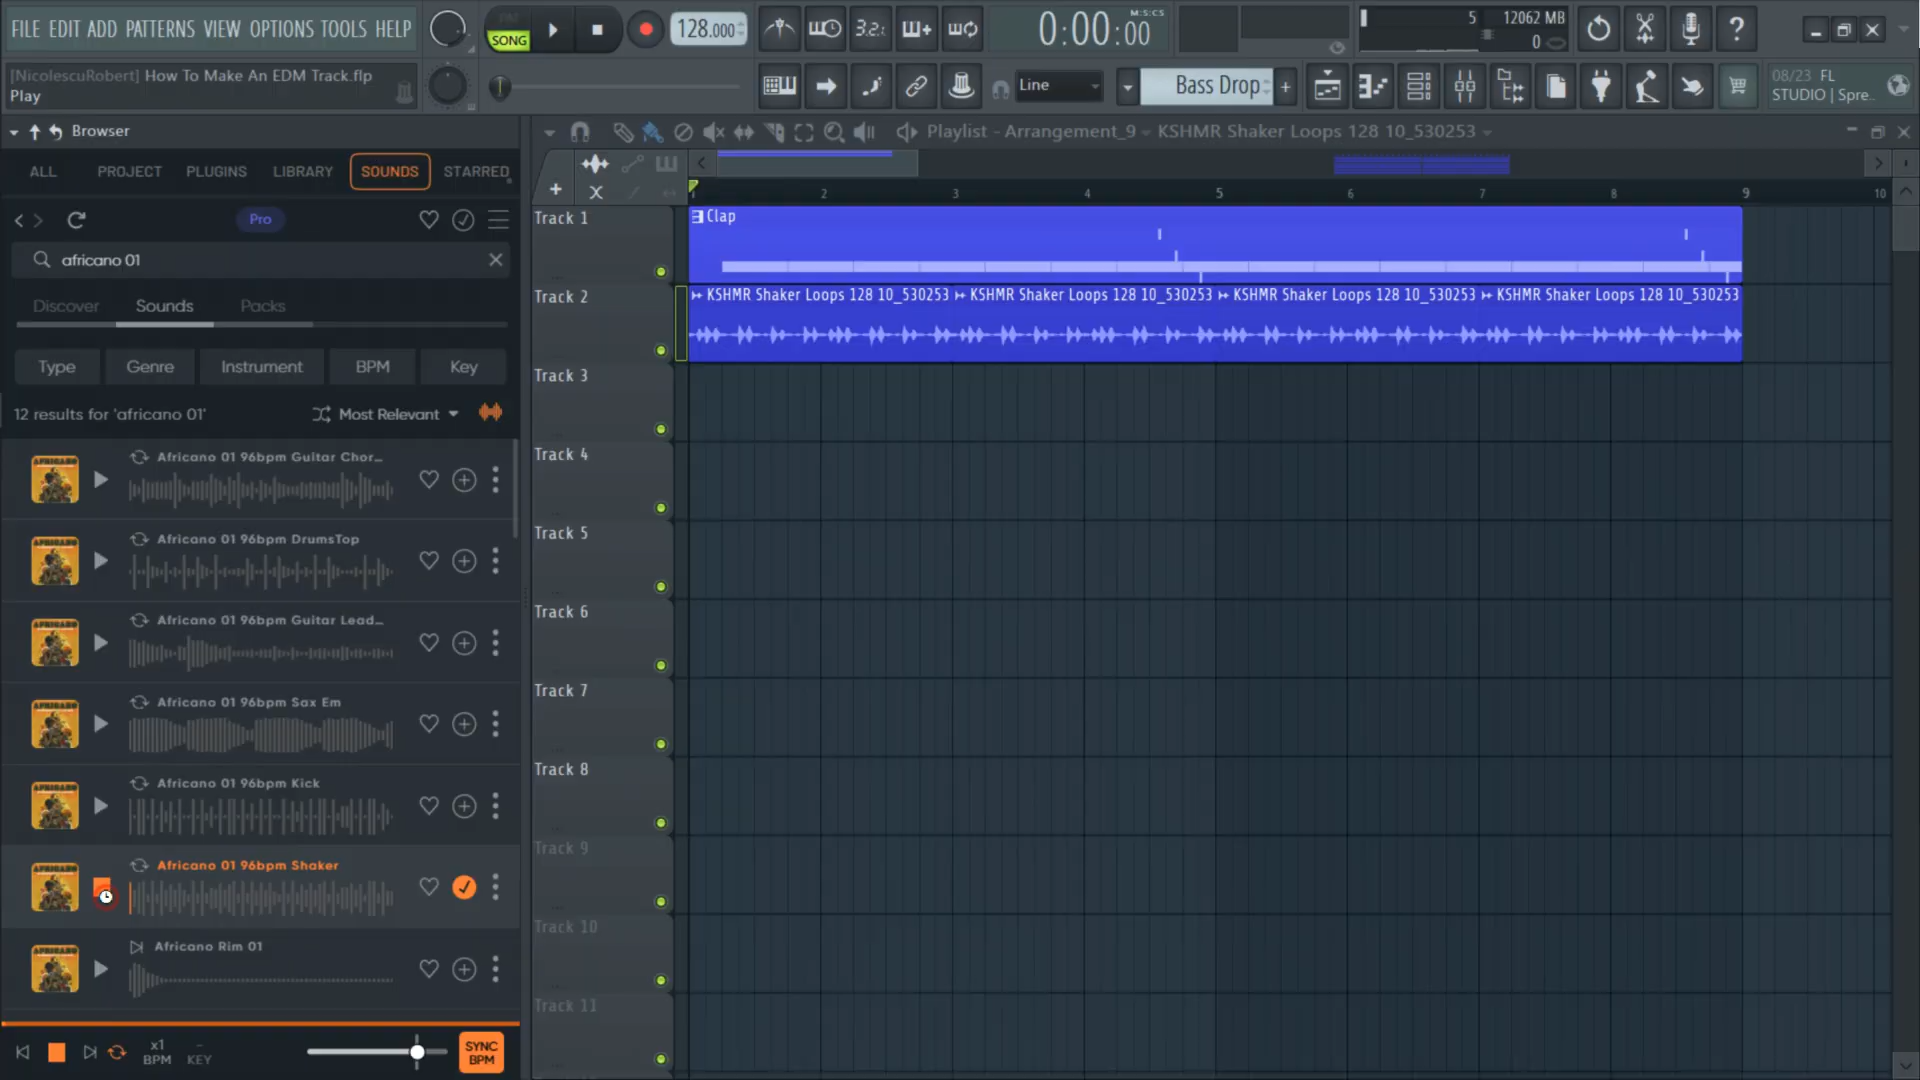 FILE EDIT ADD PATTERNS VIEW OPTIONS TOOLS HELP
SONG
128.000
3.2.
0:00:00
M:S:CS
5
12062 MB
0
?
[NicolescuRobert] How To Make An EDM Track.flp
Play
Line
Bass Drop
08/23 FL
STUDIO | Spre..
Browser
Playlist - Arrangement_9
KSHMR Shaker Loops 128 10_530253
ALL
PROJECT
PLUGINS
LIBRARY
SOUNDS
STARRED
Pro
africano 01
Discover
Sounds
Packs
Type
Genre
Instrument
BPM
Key
12 results for 'africano 01'
Most Relevant
Africano 01 96bpm Guitar Chor...
Africano 01 96bpm DrumsTop
Africano 01 96bpm Guitar Lead...
Africano 01 96bpm Sax Em
Africano 01 96bpm Kick
Africano 01 96bpm Shaker
Africano Rim 01
x1
BPM
-
KEY
SYNC
BPM
2
3
4
5
6
7
8
9
10
Track 1
Clap
Track 2
KSHMR Shaker Loops 128 10_530253
KSHMR Shaker Loops 128 10_530253
KSHMR Shaker Loops 128 10_530253
KSHMR Shaker Loops 128 10_530253
Track 3
Track 4
Track 5
Track 6
Track 7
Track 8
Track 9
Track 10
Track 11